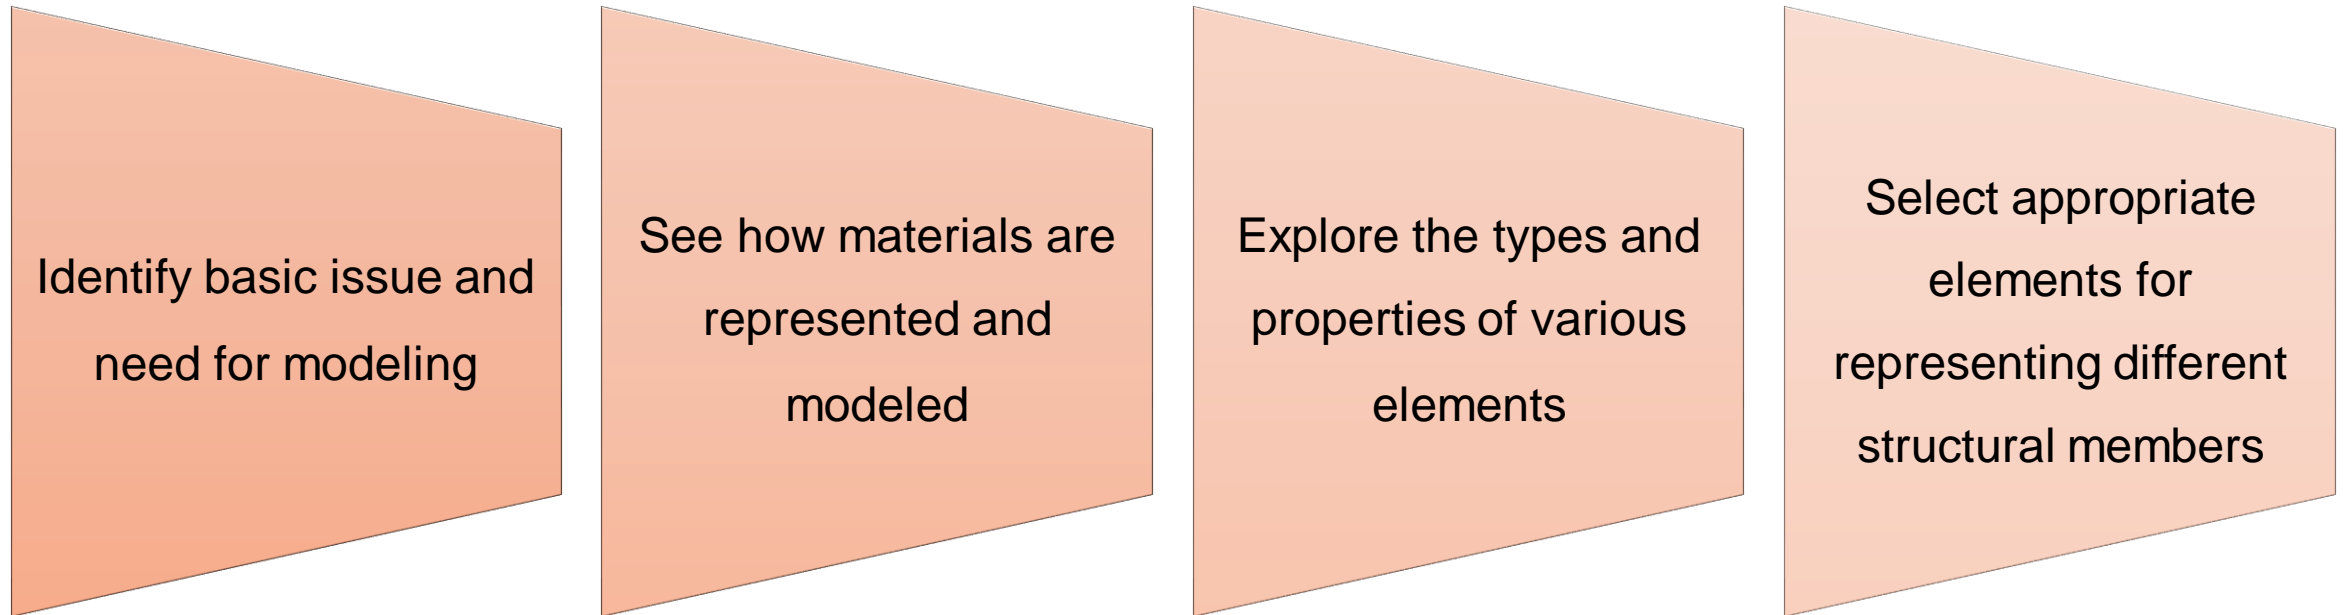 Identify basic issue and
need for modeling
See how materials are
represented and
modeled
Explore the types and
properties of various
elements
Select appropriate
elements for
representing different
structural members